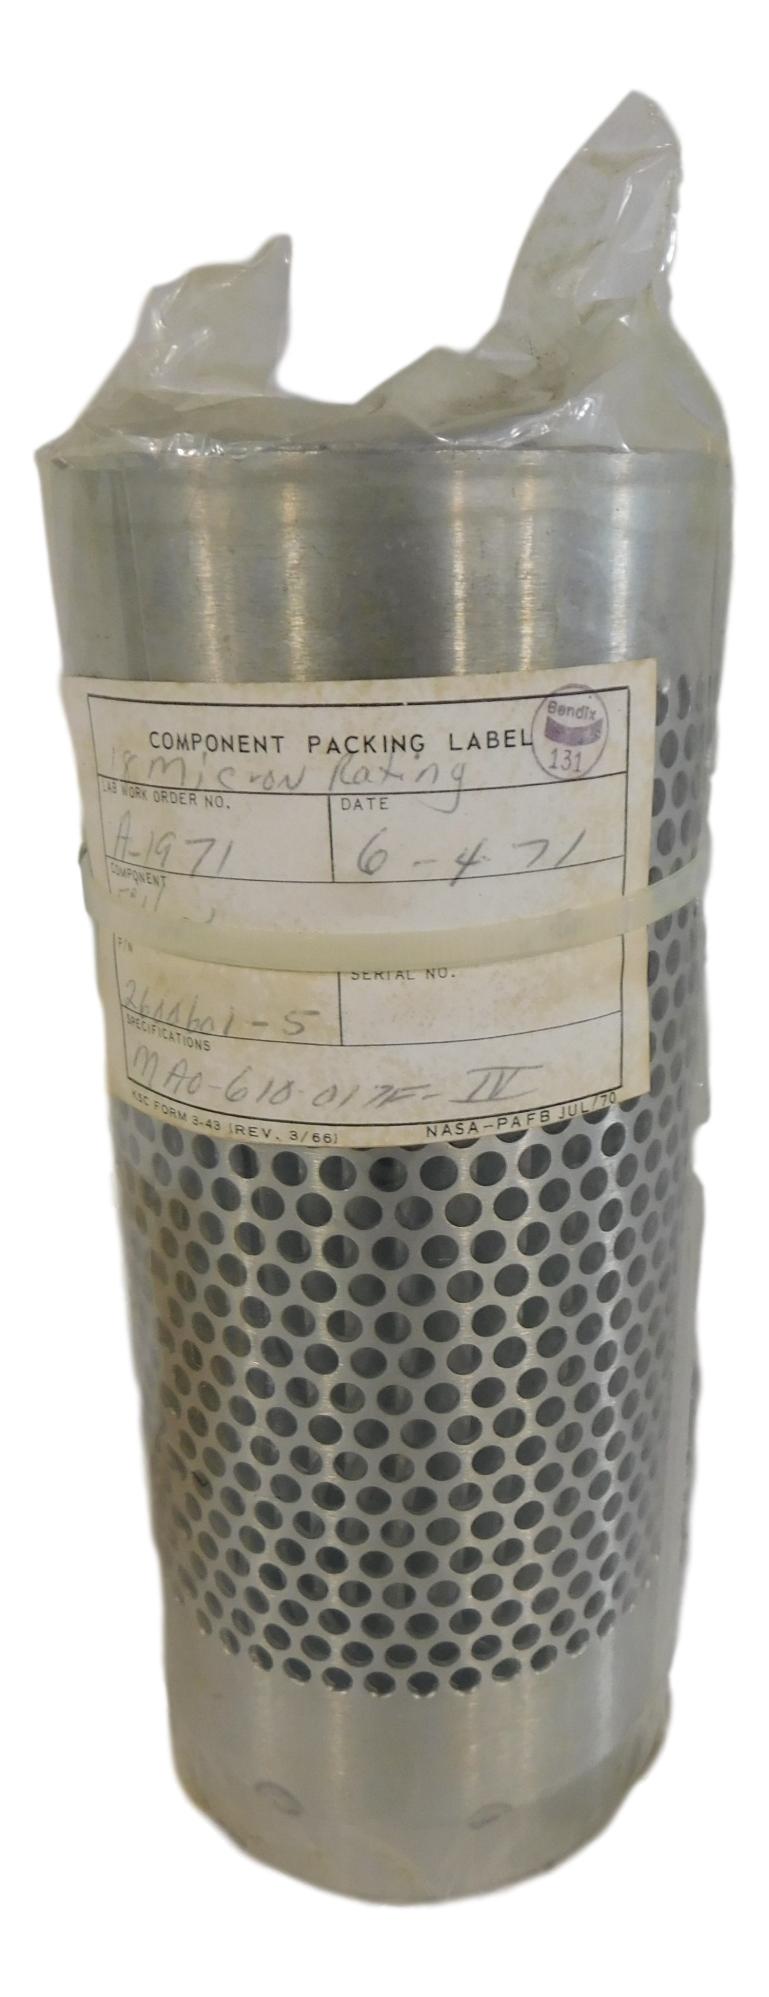 COMPONENT PACKING LABEL
Bendix
131
18 Micron Rating
LAB WORK ORDER NO.
A-1971
DATE
6-4-71
COMPONENT
P/N
SERIAL NO.
SPECIFICATIONS
KSC FORM 3-43 (REV. 3/66)
NASA-PAFB JUL/70